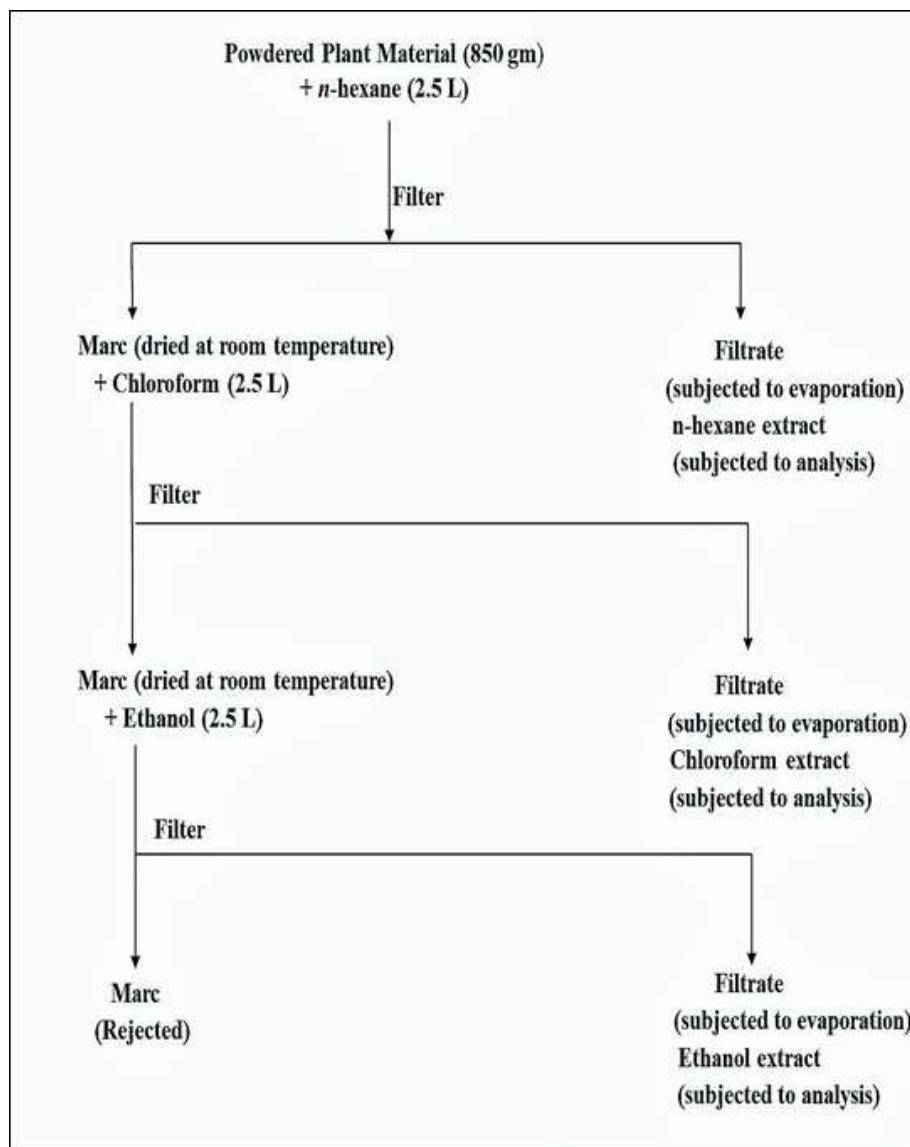 Powdered Plant Material (850 gm)
+ n-hexane (2.5 L)
Filter
Marc (dried at room temperature)
+ Chloroform (2.5 L)
Filtrate
(subjected to evaporation)
n-hexane extract
(subjected to analysis)
Filter
Marc (dried at room temperature)
+ Ethanol (2.5 L)
Filtrate
(subjected to evaporation)
Chloroform extract
(subjected to analysis)
Filter
Marc
(Rejected)
Filtrate
(subjected to evaporation)
Ethanol extract
(subjected to analysis)